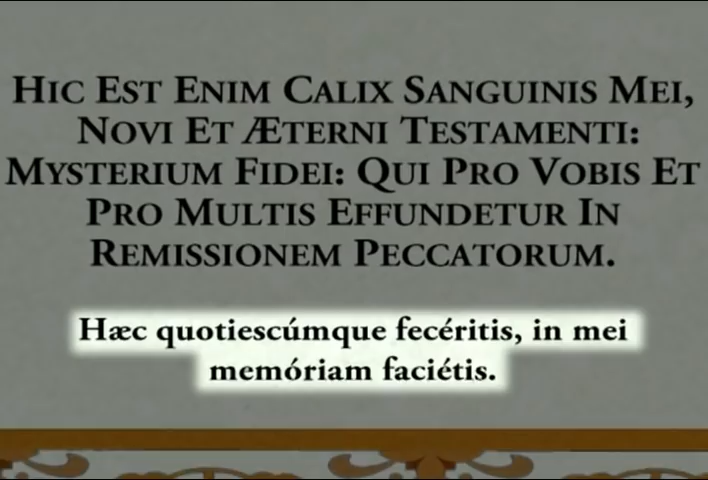 Hic Est Enim Calix Sanguinis Mei,
Novi Et Æterni Testamenti:
Mysterium Fidei: Qui Pro Vobis Et
Pro Multis Effundetur In
Remissionem Peccatorum.
Hæc quotiescúmque fecéritis, in mei
memóriam faciétis.